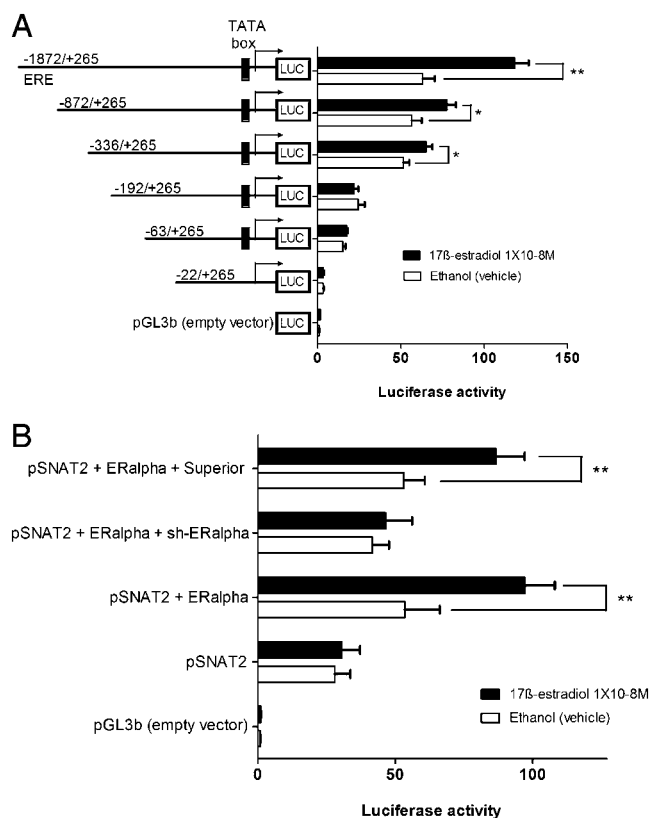 A
TATA
box
-1872/+265
ERE
LUC
**
-872/+265
LUC
*
-336/+265
LUC
*
-192/+265
LUC
-63/+265
LUC
17ß-estradiol 1X10-8M
Ethanol (vehicle)
-22/+265
LUC
pGL3b (empty vector)
LUC
0 50 100 150
Luciferase activity
B
pSNAT2 + ERalpha + Superior
**
pSNAT2 + ERalpha + sh-ERalpha
pSNAT2 + ERalpha
**
pSNAT2
17ß-estradiol 1X10-8M
Ethanol (vehicle)
pGL3b (empty vector)
0 50 100
Luciferase activity